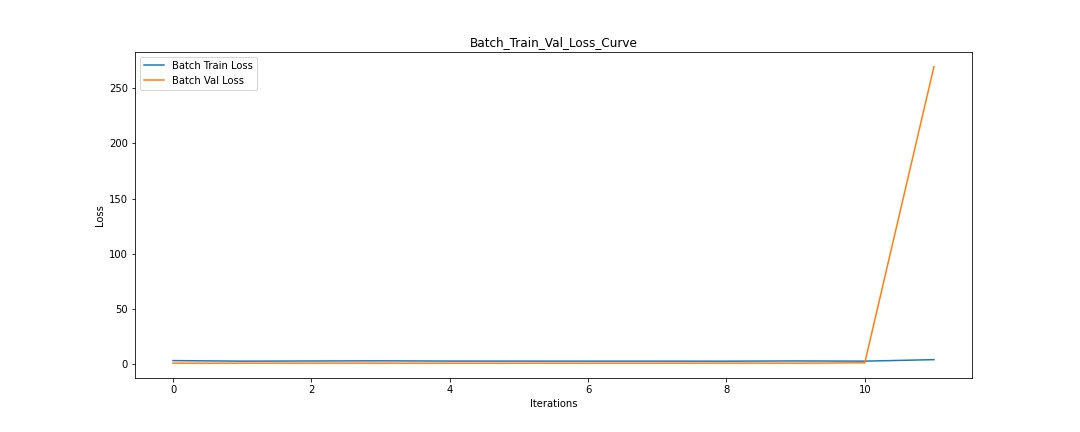 Batch_Train_Val_Loss_Curve
Batch Train Loss
Batch Val Loss
250
200
150
100
50
0
Loss
0 2 4 6 8 10
Iterations